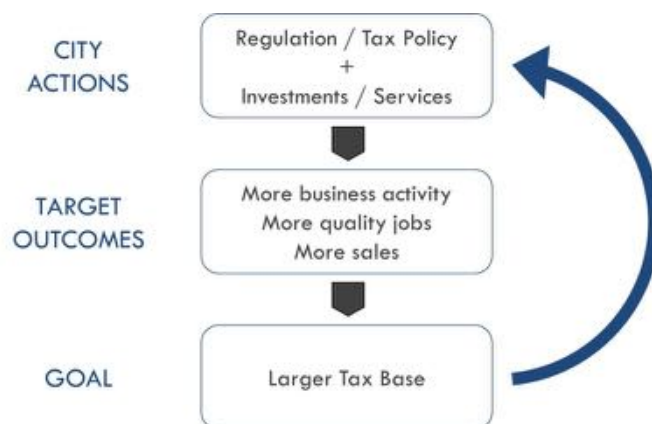 CITY
ACTIONS
Regulation / Tax Policy
+
Investments / Services
TARGET
OUTCOMES
More business activity
More quality jobs
More sales
GOAL
Larger Tax Base